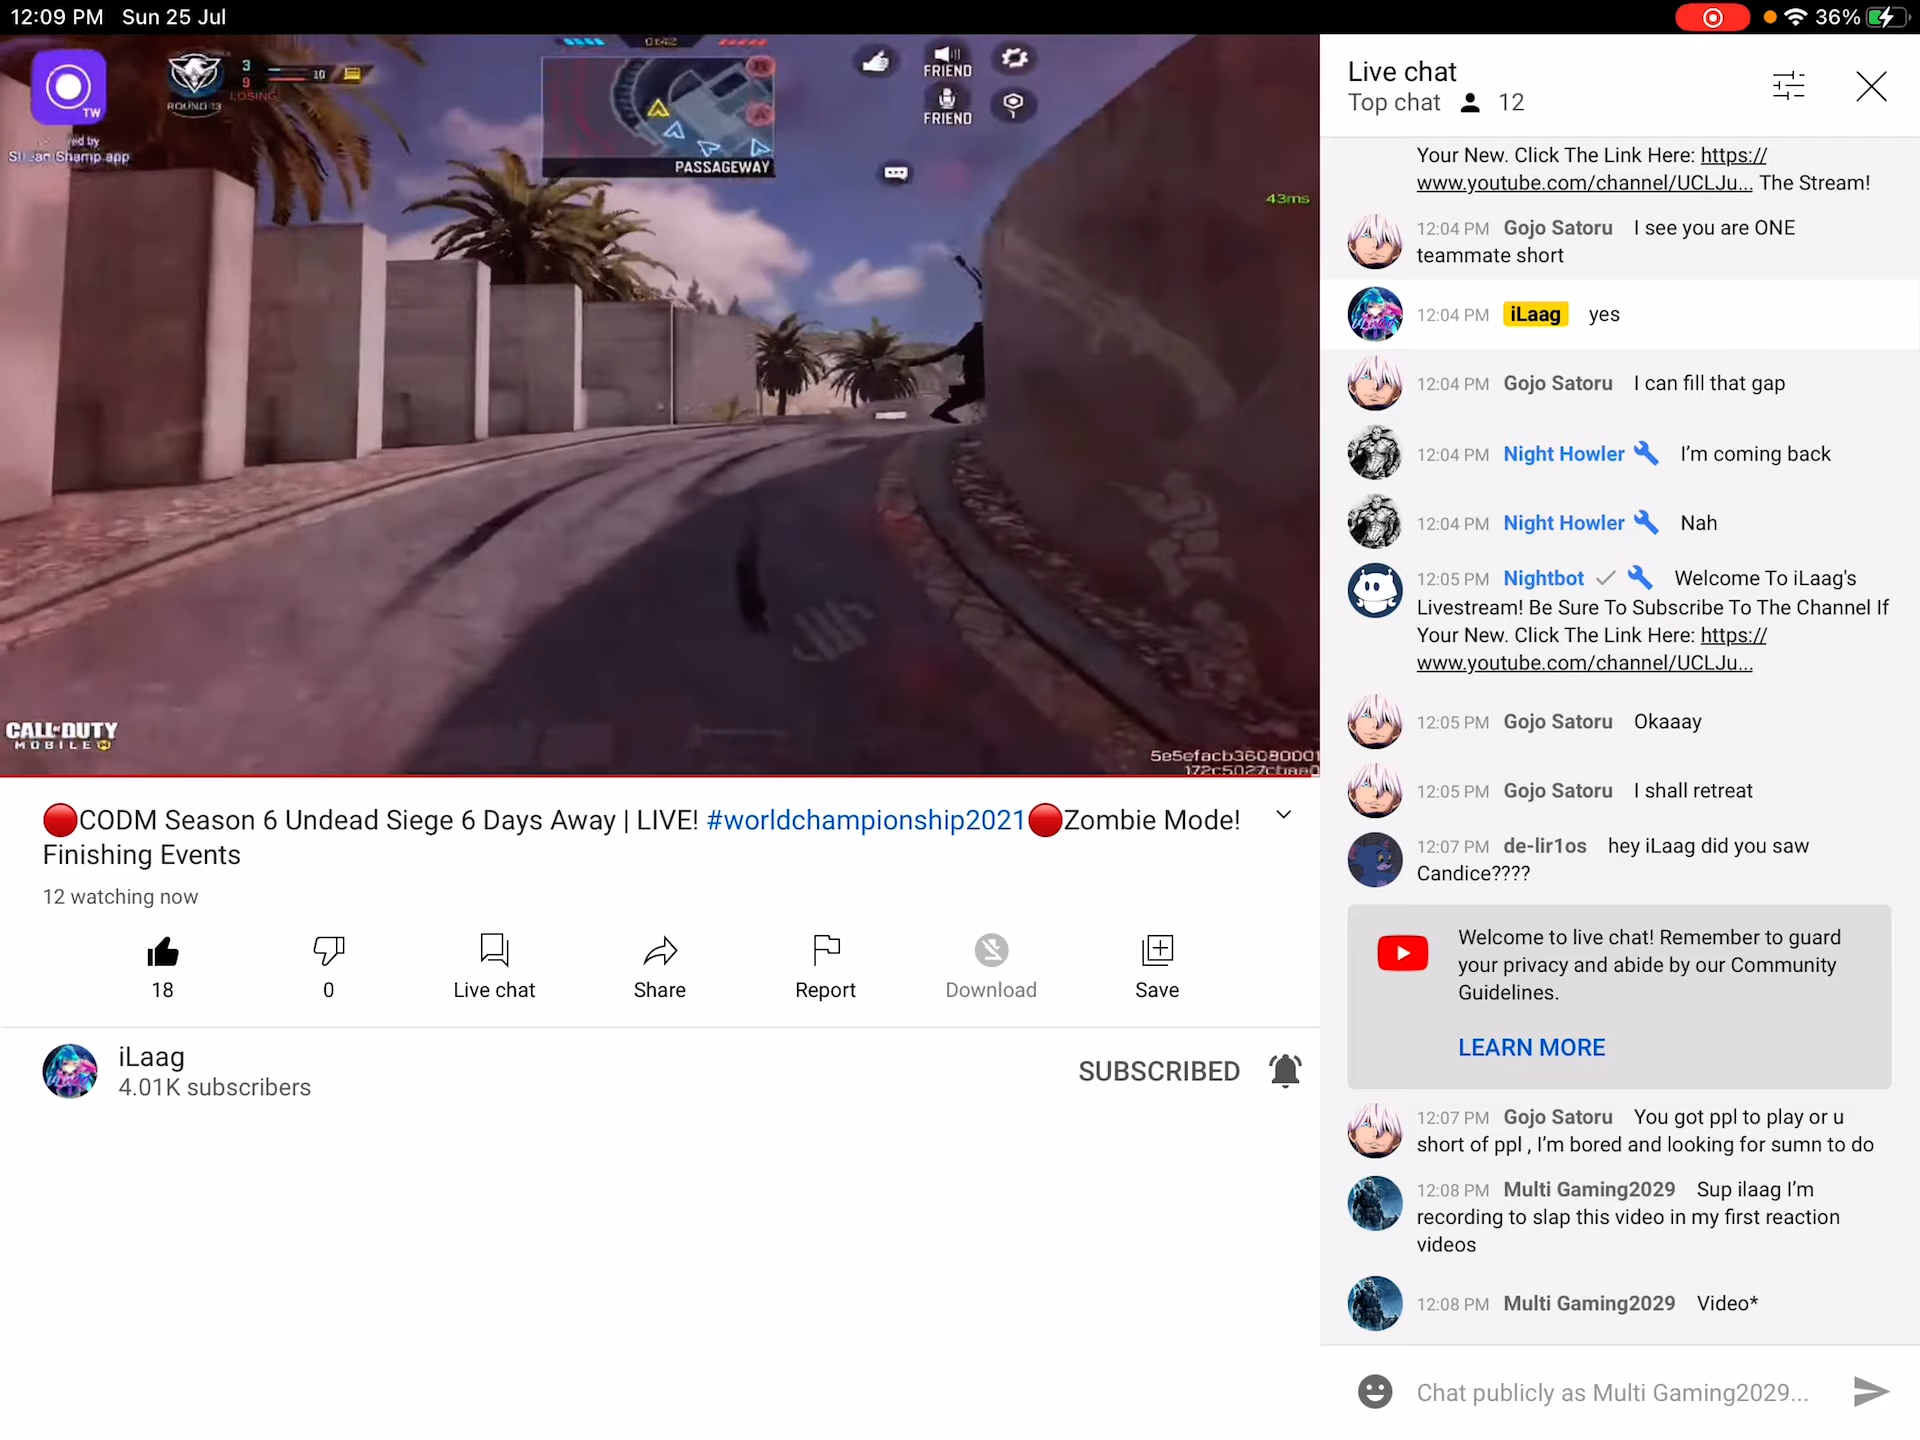 12:09 PM Sun 25 Jul
36%
TW
ROUND 13
3
9
10
LOSING
01:42
PASSAGEWAY
FRIEND
FRIEND
43ms
CALL OF DUTY
MOBILE
🔴CODM Season 6 Undead Siege 6 Days Away | LIVE! #worldchampionship2021🔴Zombie Mode!
Finishing Events
12 watching now
18
0
Live chat
Share
Report
Download
Save
iLaag
4.01K subscribers
SUBSCRIBED
Live chat
Top chat 12
Your New. Click The Link Here: https://
www.youtube.com/channel/UCLJu... The Stream!
12:04 PM Gojo Satoru I see you are ONE
teammate short
12:04 PM iLaag yes
12:04 PM Gojo Satoru I can fill that gap
12:04 PM Night Howler I'm coming back
12:04 PM Night Howler Nah
12:05 PM Nightbot Welcome To iLaag's
Livestream! Be Sure To Subscribe To The Channel If
Your New. Click The Link Here: https://
www.youtube.com/channel/UCLJu...
12:05 PM Gojo Satoru Okaaay
12:05 PM Gojo Satoru I shall retreat
12:07 PM de-lir1os hey iLaag did you saw
Candice????
Welcome to live chat! Remember to guard
your privacy and abide by our Community
Guidelines.
LEARN MORE
12:07 PM Gojo Satoru You got ppl to play or u
short of ppl , I'm bored and looking for sumn to do
12:08 PM Multi Gaming2029 Sup ilaag I'm
recording to slap this video in my first reaction
videos
12:08 PM Multi Gaming2029 Video*
Chat publicly as Multi Gaming2029...